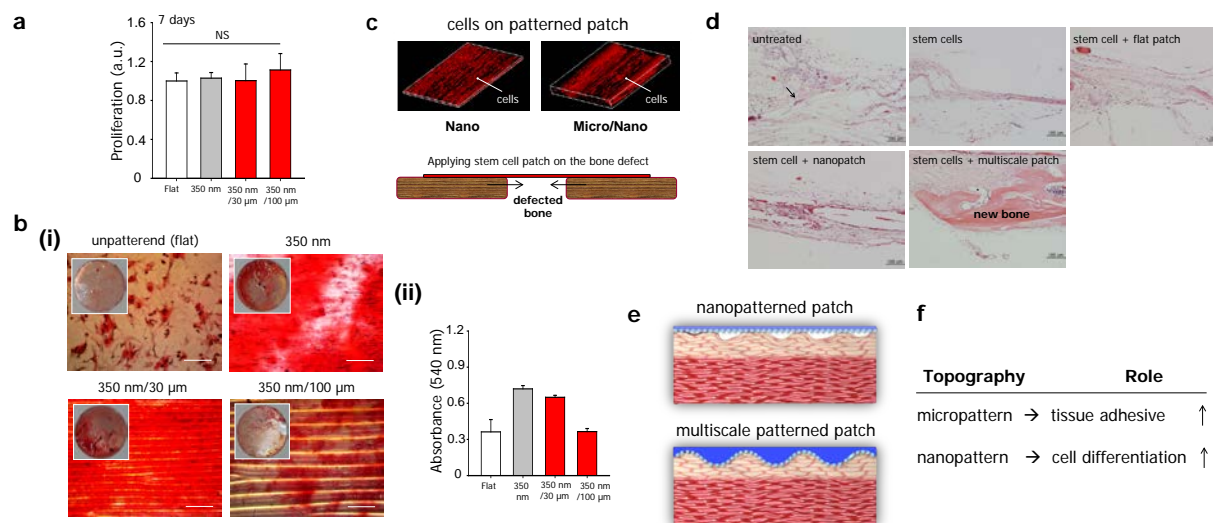 a
7 days
NS
Proliferation (a.u.)
1.6
1.2
0.8
0.4
0
Flat
350 nm
350 nm
/30 µm
350 nm
/100 µm
b
(i)
unpatterend (flat)
350 nm
350 nm/30 µm
350 nm/100 µm
(ii)
Absorbance (540 nm)
1.2
0.9
0.6
0.3
0
Flat
350
nm
350 nm
/30 µm
350 nm
/100 µm
c
cells on patterned patch
cells
cells
Nano
Micro/Nano
Applying stem cell patch on the bone defect
defected
bone
d
untreated
stem cells
stem cell + flat patch
stem cell + nanopatch
stem cells + multiscale patch
new bone
e
nanopatterned patch
multiscale patterned patch
f
Topography Role
micropattern → tissue adhesive ↑
nanopattern → cell differentiation ↑